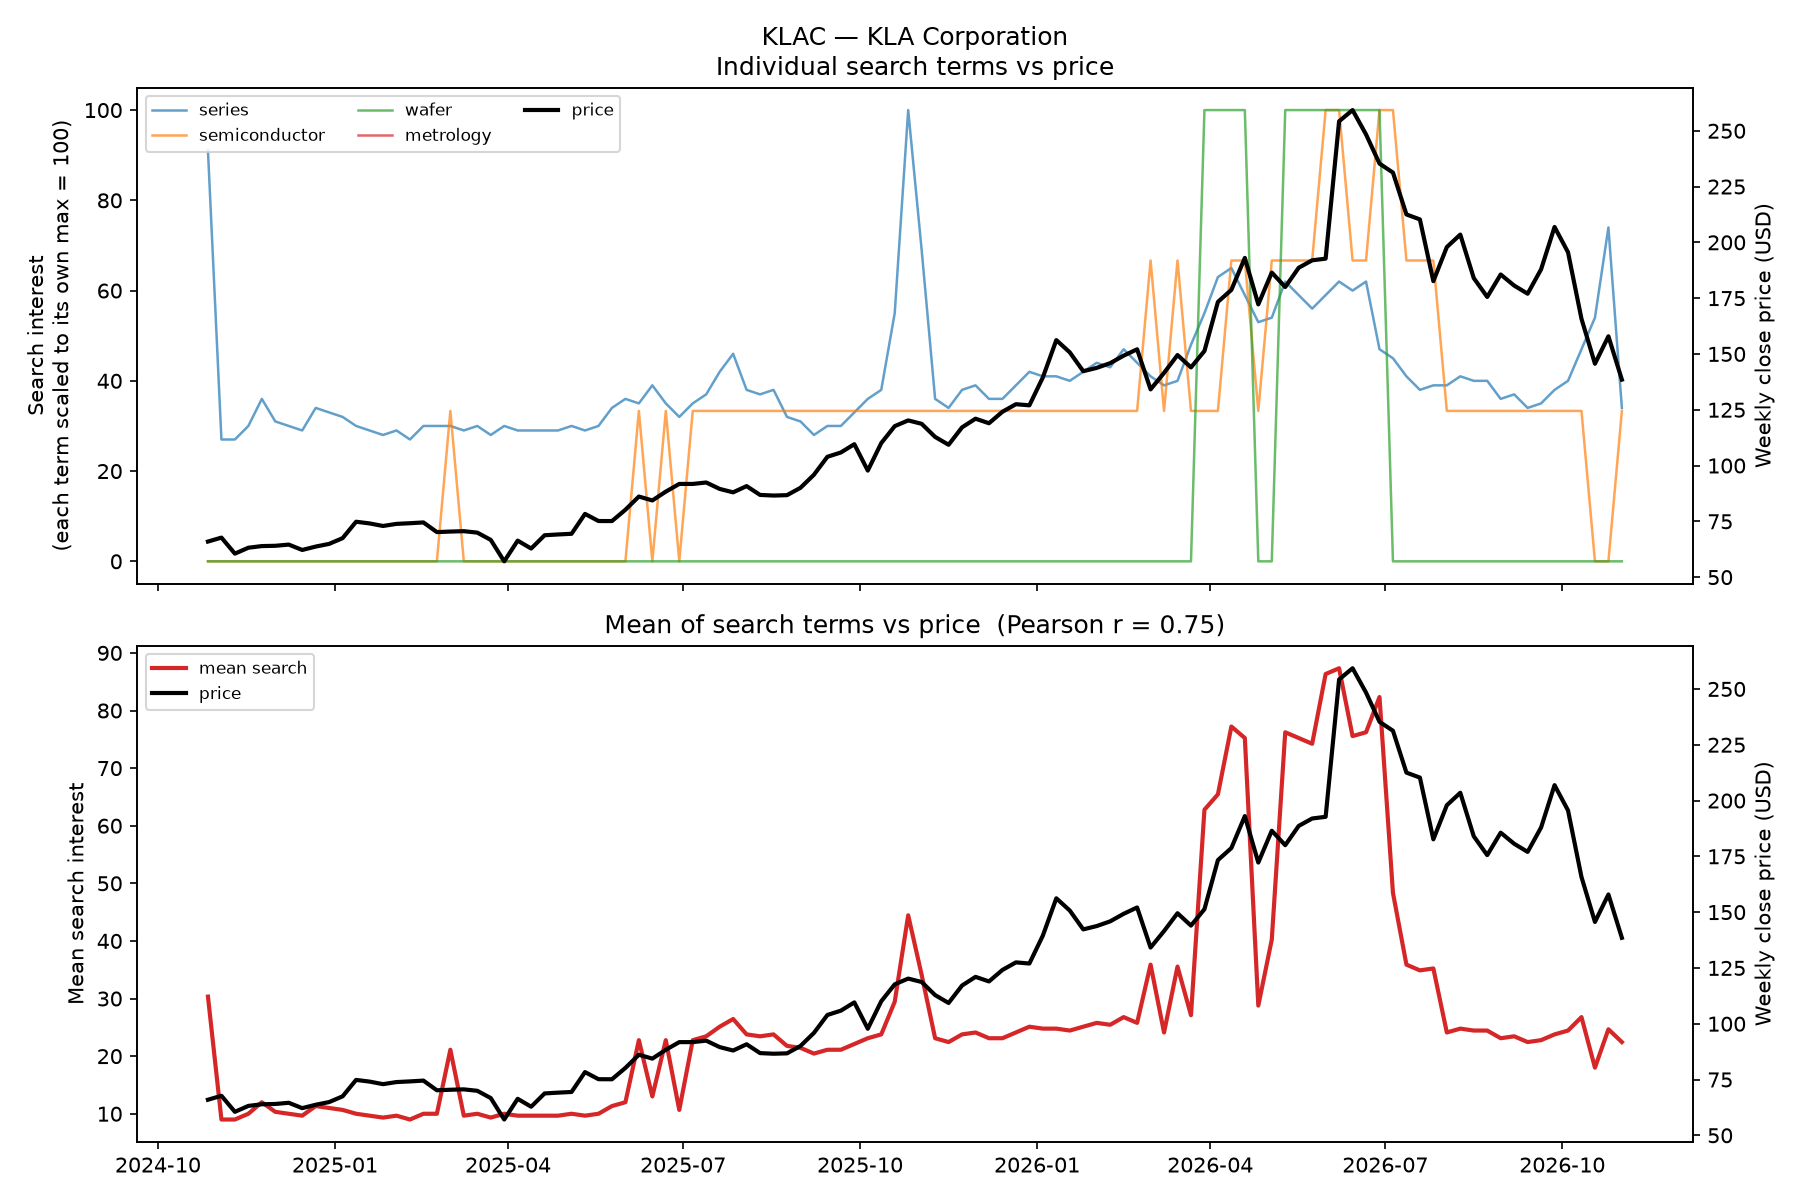 KLAC — KLA Corporation
Individual search terms vs price
series
semiconductor
wafer
metrology
price
Search interest
(each term scaled to its own max = 100)
100
80
60
40
20
0
Weekly close price (USD)
250
225
200
175
150
125
100
75
50
Mean of search terms vs price (Pearson r = 0.75)
mean search
price
Mean search interest
90
80
70
60
50
40
30
20
10
Weekly close price (USD)
250
225
200
175
150
125
100
75
50
2024-10
2025-01
2025-04
2025-07
2025-10
2026-01
2026-04
2026-07
2026-10